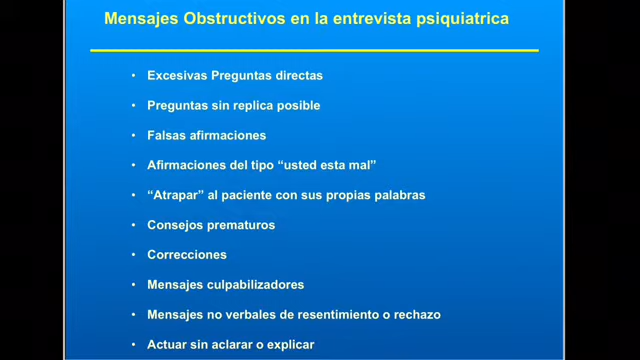 Mensajes Obstructivos en la entrevista psiquiatrica
• Excesivas Preguntas directas
• Preguntas sin replica posible
• Falsas afirmaciones
• Afirmaciones del tipo “usted esta mal”
• “Atrapar” al paciente con sus propias palabras
• Consejos prematuros
• Correcciones
• Mensajes culpabilizadores
• Mensajes no verbales de resentimiento o rechazo
• Actuar sin aclarar o explicar